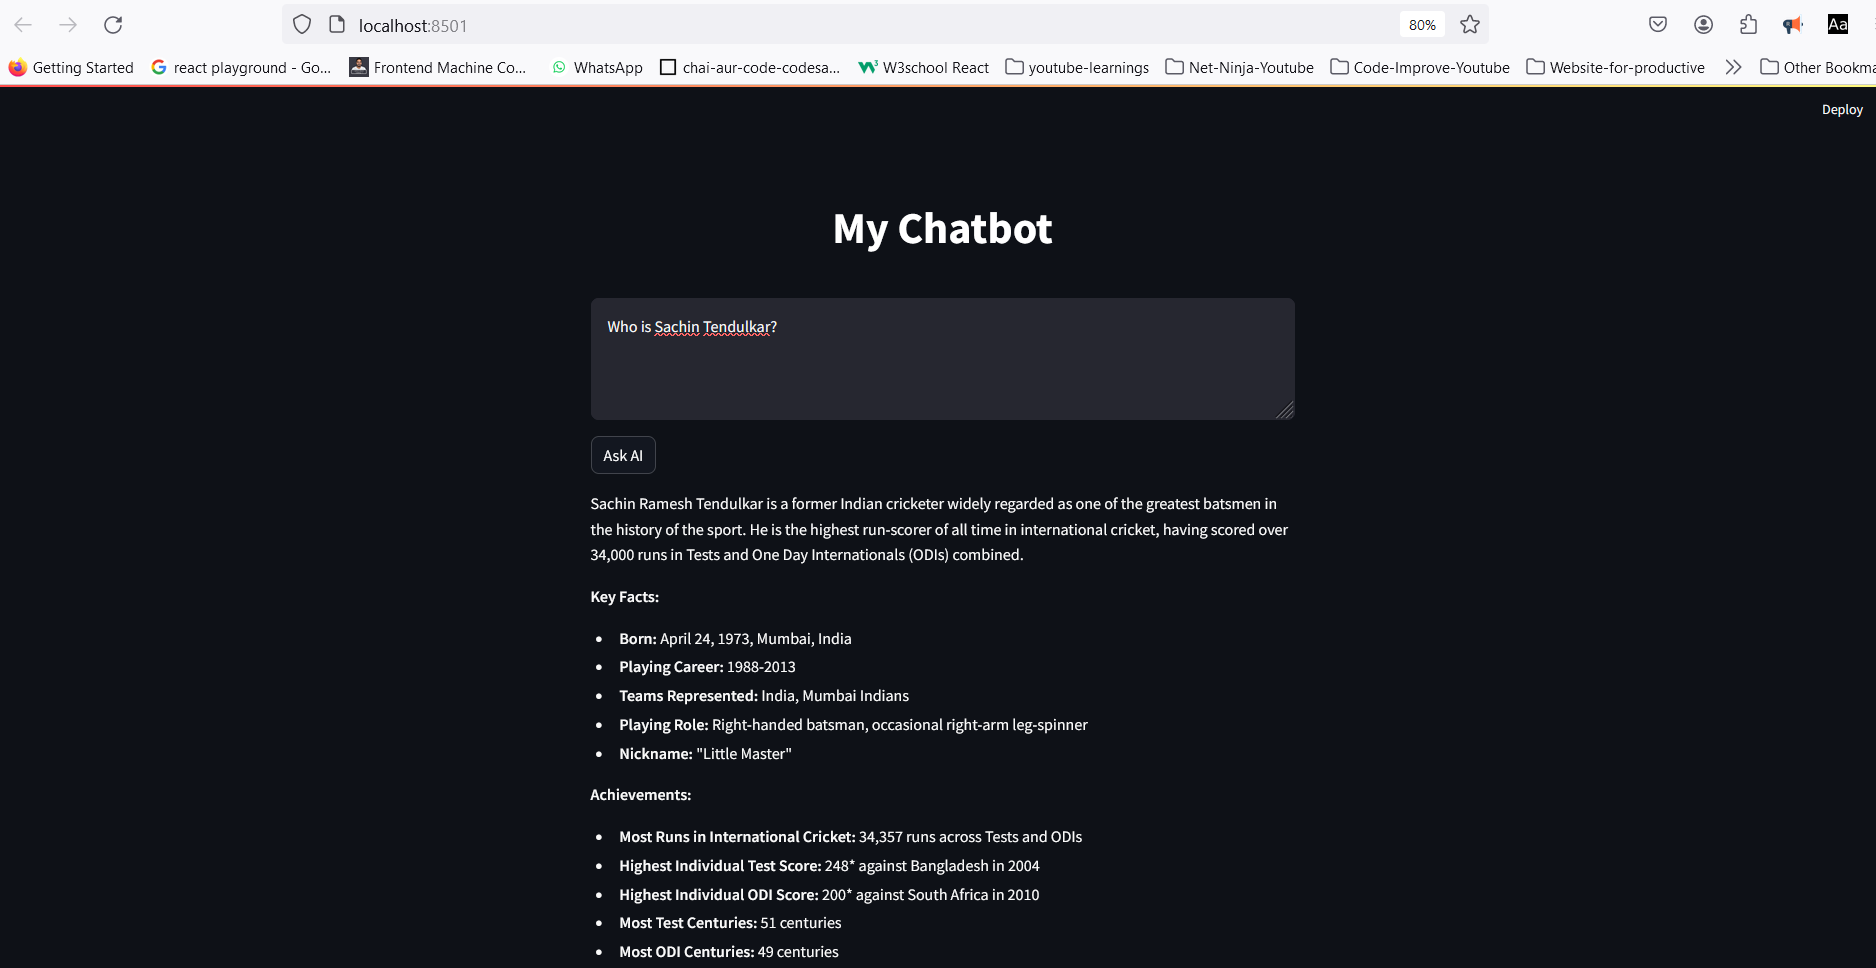 localhost:8501
80%
Aa
Getting Started
react playground - Go...
Frontend Machine Co...
WhatsApp
chai-aur-code-codesa...
W3school React
youtube-learnings
Net-Ninja-Youtube
Code-Improve-Youtube
Website-for-productive
Other Bookma
Deploy
My Chatbot
Who is Sachin Tendulkar?
Ask AI
Sachin Ramesh Tendulkar is a former Indian cricketer widely regarded as one of the greatest batsmen in
the history of the sport. He is the highest run-scorer of all time in international cricket, having scored over
34,000 runs in Tests and One Day Internationals (ODIs) combined.
Key Facts:
• Born: April 24, 1973, Mumbai, India
• Playing Career: 1988-2013
• Teams Represented: India, Mumbai Indians
• Playing Role: Right-handed batsman, occasional right-arm leg-spinner
• Nickname: "Little Master"
Achievements:
• Most Runs in International Cricket: 34,357 runs across Tests and ODIs
• Highest Individual Test Score: 248* against Bangladesh in 2004
• Highest Individual ODI Score: 200* against South Africa in 2010
• Most Test Centuries: 51 centuries
• Most ODI Centuries: 49 centuries